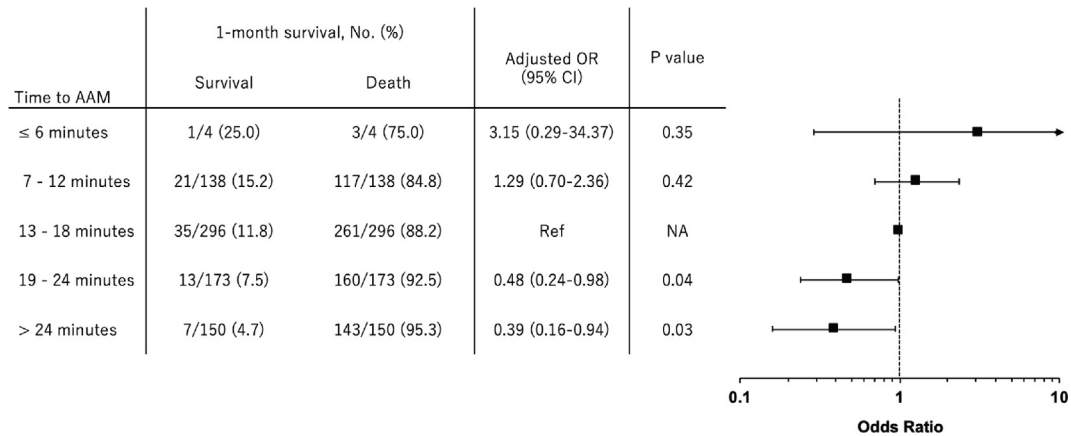 1-month survival, No. (%)
Adjusted OR
(95% CI)
P value
Survival Death
Time to AAM
≤ 6 minutes 1/4 (25.0) 3/4 (75.0) 3.15 (0.29-34.37) 0.35
7 - 12 minutes 21/138 (15.2) 117/138 (84.8) 1.29 (0.70-2.36) 0.42
13 - 18 minutes 35/296 (11.8) 261/296 (88.2) Ref NA
19 - 24 minutes 13/173 (7.5) 160/173 (92.5) 0.48 (0.24-0.98) 0.04
> 24 minutes 7/150 (4.7) 143/150 (95.3) 0.39 (0.16-0.94) 0.03
0.1 1 10
Odds Ratio